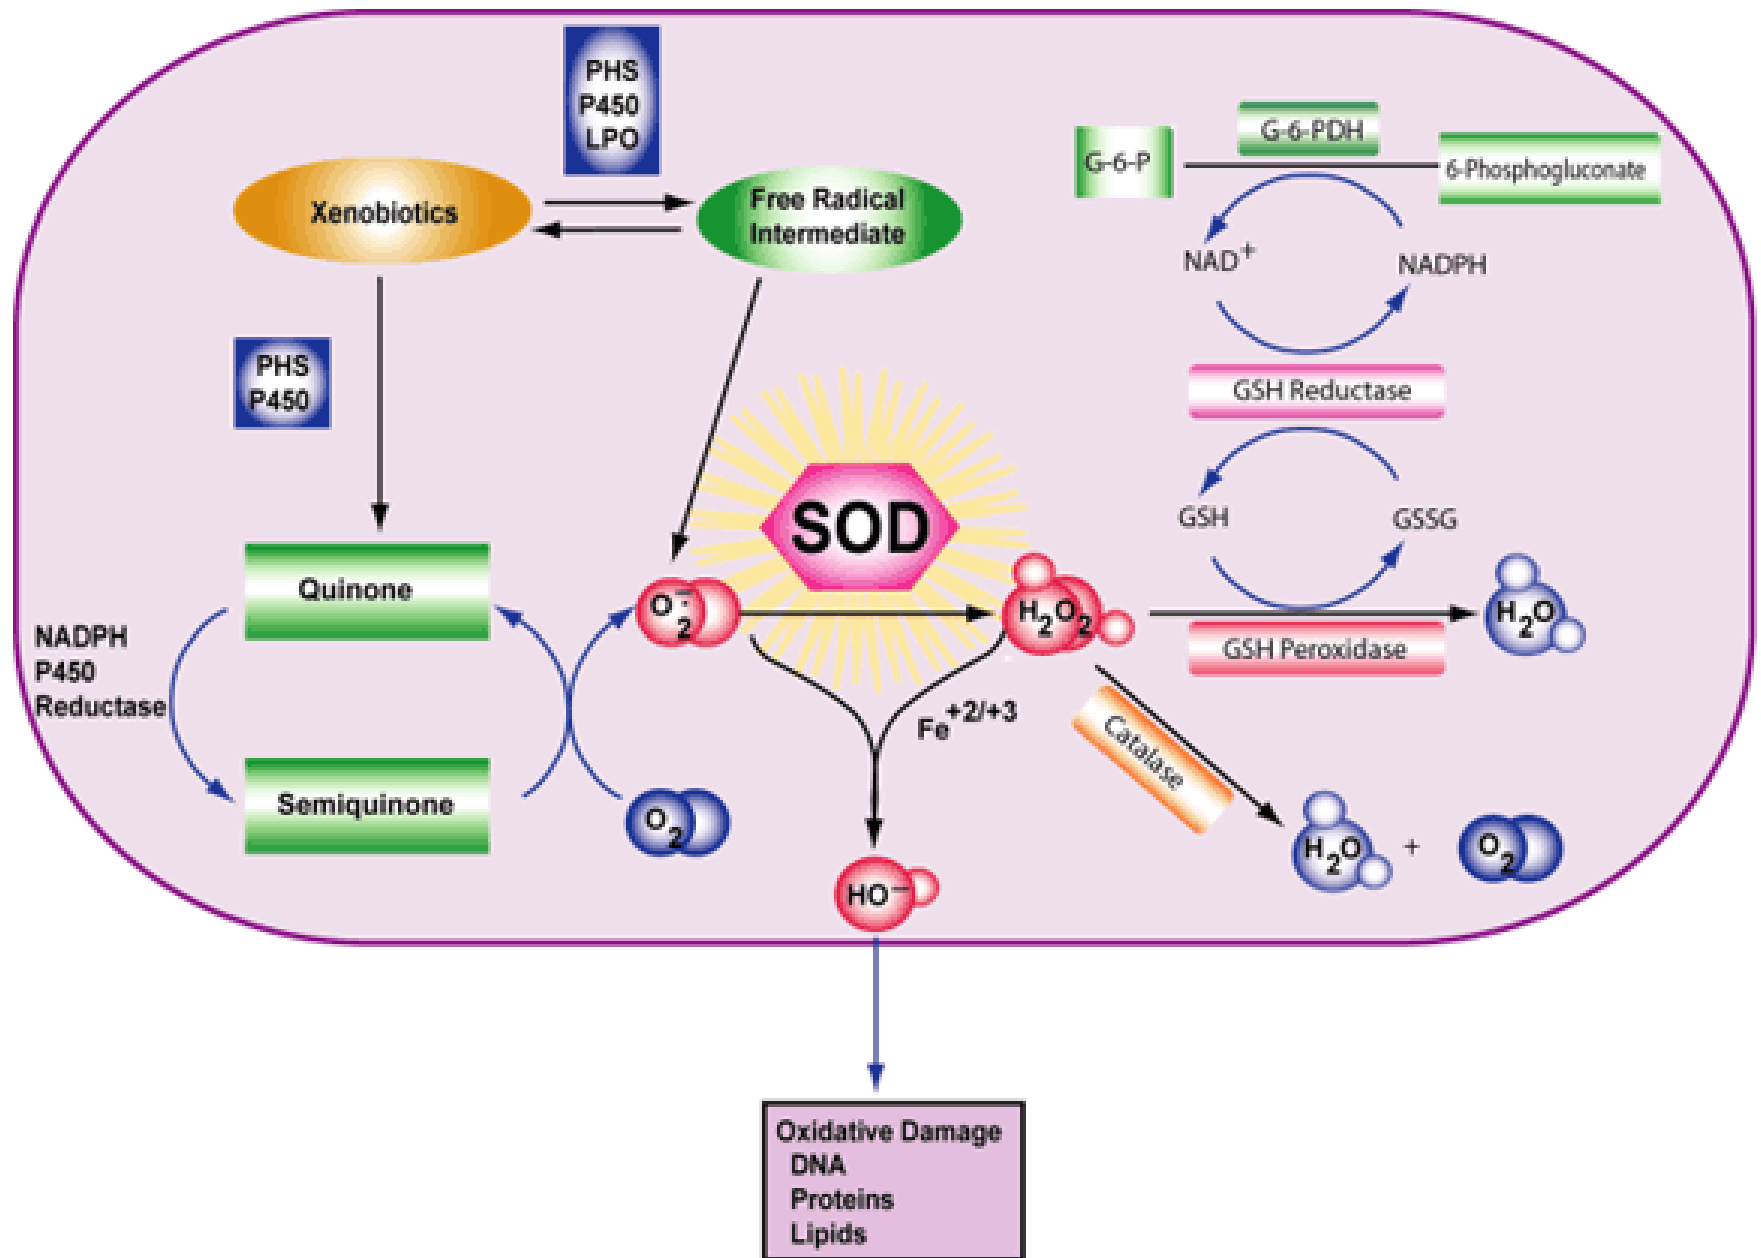 PHS
P450
LPO
Xenobiotics
Free Radical
Intermediate
G-6-P
G-6-PDH
6-Phosphogluconate
NAD+
NADPH
PHS
P450
GSH Reductase
SOD
GSH
GSSG
Quinone
O2∸
H2O2
H2O
GSH Peroxidase
NADPH
P450
Reductase
Fe+2/+3
Catalase
Semiquinone
O2
H2O + O2
HO−
Oxidative Damage
DNA
Proteins
Lipids